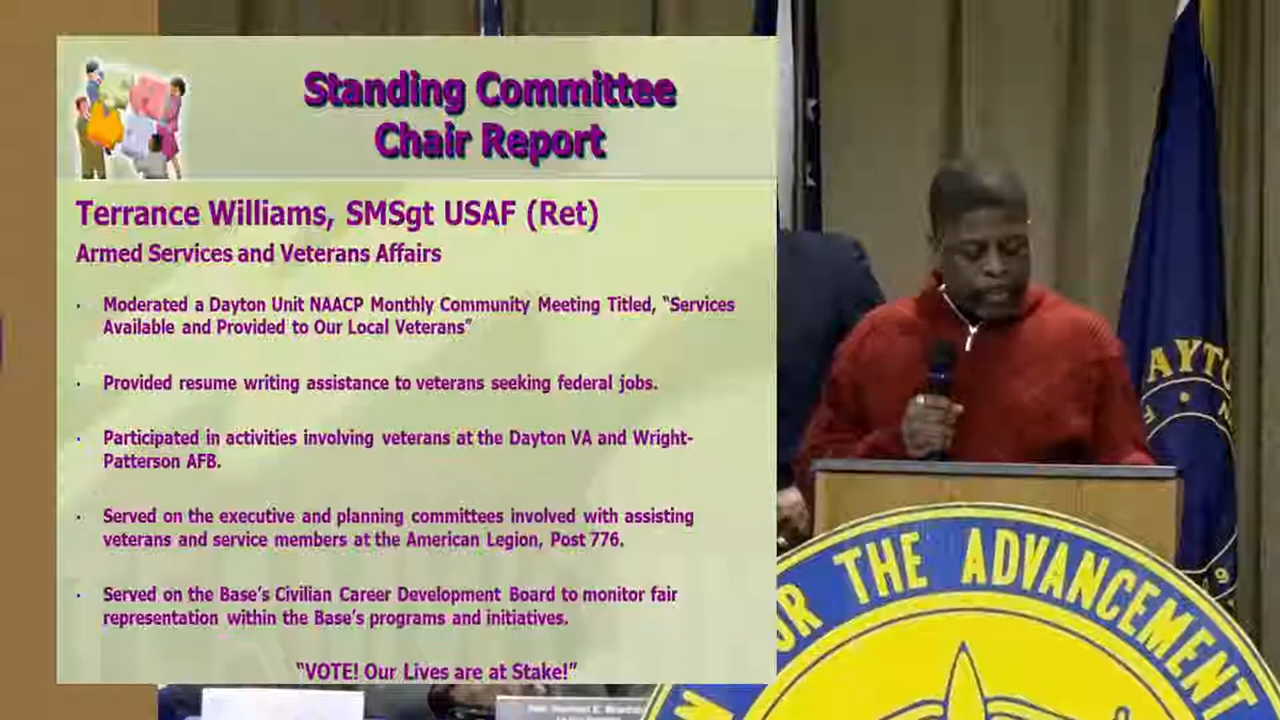 Standing Committee
Chair Report
Terrance Williams, SMSgt USAF (Ret)
Armed Services and Veterans Affairs
· Moderated a Dayton Unit NAACP Monthly Community Meeting Titled, “Services
Available and Provided to Our Local Veterans”
· Provided resume writing assistance to veterans seeking federal jobs.
· Participated in activities involving veterans at the Dayton VA and Wright-
Patterson AFB.
· Served on the executive and planning committees involved with assisting
veterans and service members at the American Legion, Post 776.
· Served on the Base’s Civilian Career Development Board to monitor fair
representation within the Base’s programs and initiatives.
“VOTE! Our Lives are at Stake!”
AYTO
N OR THE ADVANCEMENT